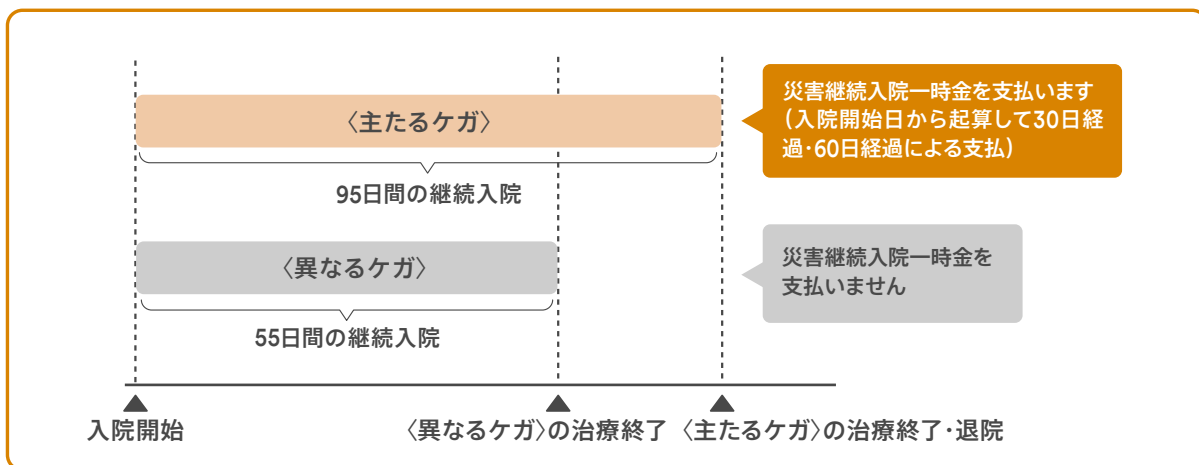 〈主たるケガ〉
95日間の継続入院
災害継続入院一時金を支払います
（入院開始日から起算して30日経
過・60日経過による支払）
〈異なるケガ〉
55日間の継続入院
災害継続入院一時金を
支払いません
入院開始
〈異なるケガ〉の治療終了
〈主たるケガ〉の治療終了・退院